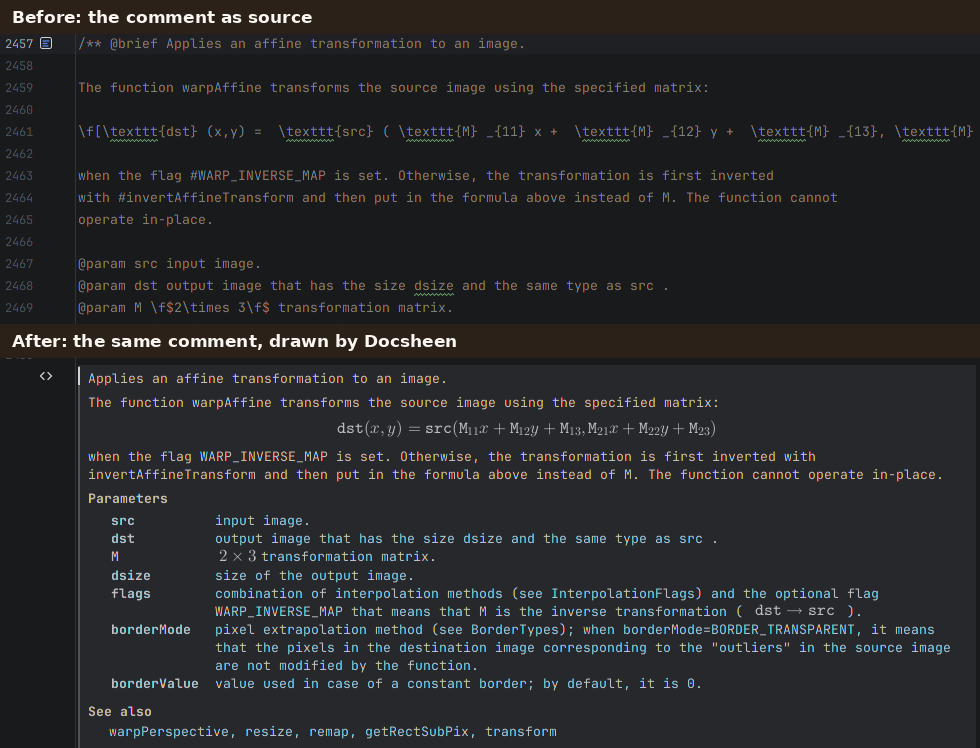 Before: the comment as source
2457 /** @brief Applies an affine transformation to an image.
2458
2459 The function warpAffine transforms the source image using the specified matrix:
2460
2461 \f[\texttt{dst} (x,y) =  \texttt{src} ( \texttt{M} _{11} x +  \texttt{M} _{12} y +  \texttt{M} _{13}, \texttt{M}
2462
2463 when the flag #WARP_INVERSE_MAP is set. Otherwise, the transformation is first inverted
2464 with #invertAffineTransform and then put in the formula above instead of M. The function cannot
2465 operate in-place.
2466
2467 @param src input image.
2468 @param dst output image that has the size dsize and the same type as src .
2469 @param M \f$2\times 3\f$ transformation matrix.
After: the same comment, drawn by Docsheen
<> Applies an affine transformation to an image.
The function warpAffine transforms the source image using the specified matrix:
dst(x, y) = src(M₁₁x + M₁₂y + M₁₃, M₂₁x + M₂₂y + M₂₃)
when the flag WARP_INVERSE_MAP is set. Otherwise, the transformation is first inverted with
invertAffineTransform and then put in the formula above instead of M. The function cannot operate in-place.
Parameters
src input image.
dst output image that has the size dsize and the same type as src .
M 2 × 3 transformation matrix.
dsize size of the output image.
flags combination of interpolation methods (see InterpolationFlags) and the optional flag
WARP_INVERSE_MAP that means that M is the inverse transformation ( dst → src ).
borderMode pixel extrapolation method (see BorderTypes); when borderMode=BORDER_TRANSPARENT, it means
that the pixels in the destination image corresponding to the "outliers" in the source image
are not modified by the function.
borderValue value used in case of a constant border; by default, it is 0.
See also
warpPerspective, resize, remap, getRectSubPix, transform